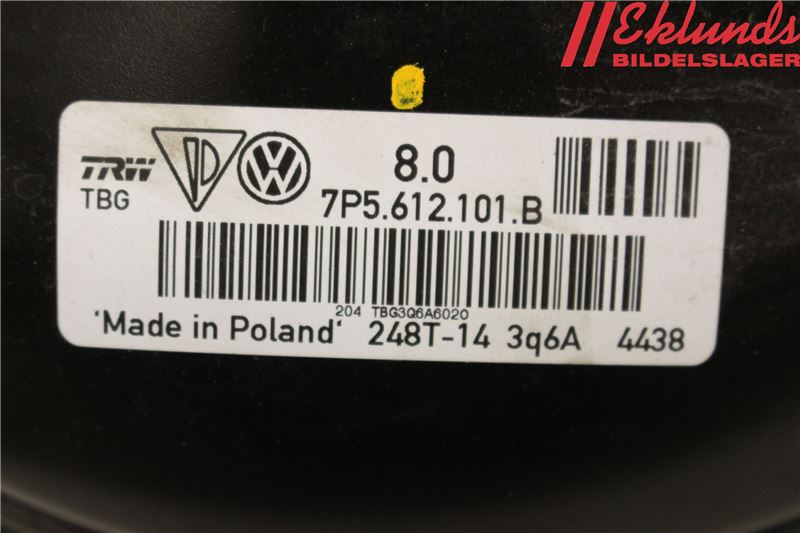 Eklunds
BILDELSLAGER
TRW
TBG
8.0
7P5.612.101.B
204 TBG3Q6A6020
'Made in Poland' 248T-14 3q6A 4438